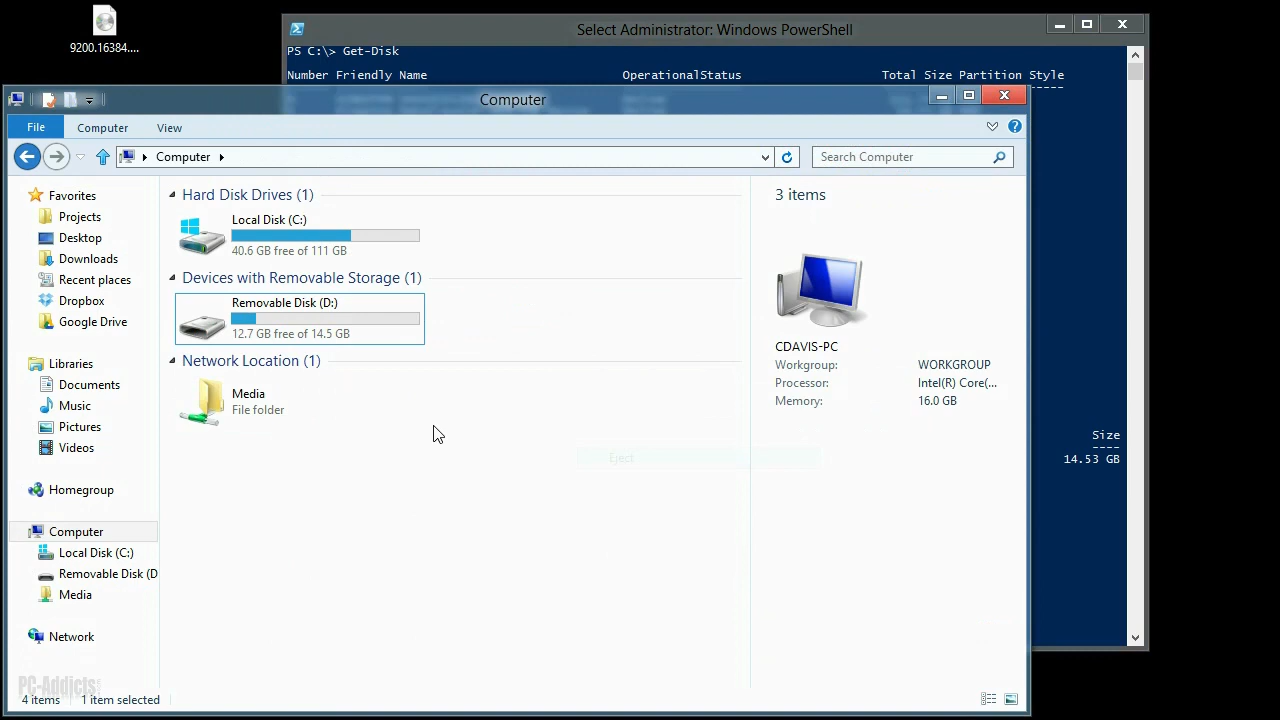 9200.16384....
Select Administrator: Windows PowerShell
PS C:\> Get-Disk
Number Friendly Name OperationalStatus Total Size Partition Style
Computer
File Computer View
Computer
Search Computer
Favorites
Projects
Desktop
Downloads
Recent places
Dropbox
Google Drive
Libraries
Documents
Music
Pictures
Videos
Homegroup
Computer
Local Disk (C:)
Removable Disk (D
Media
Network
Hard Disk Drives (1)
Local Disk (C:)
40.6 GB free of 111 GB
Devices with Removable Storage (1)
Removable Disk (D:)
12.7 GB free of 14.5 GB
Network Location (1)
Media
File folder
Eject
3 items
CDAVIS-PC
Workgroup: WORKGROUP
Processor: Intel(R) Core(...
Memory: 16.0 GB
Size
----
14.53 GB
PC-Addicts
4 items 1 item selected